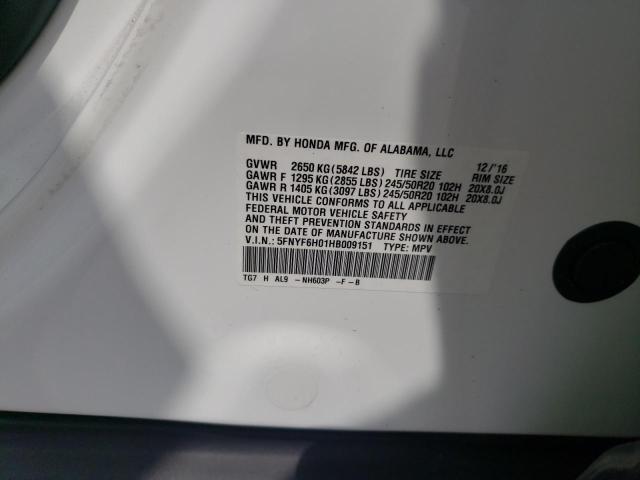 MFD. BY HONDA MFG. OF ALABAMA, LLC 12/'16
GVWR 2650 KG(5842 LBS) TIRE SIZE RIM SIZE
GAWR F 1295 KG(2855 LBS) 245/50R20 102H 20X8.0J
GAWR R 1405 KG(3097 LBS) 245/50R20 102H 20X8.0J
THIS VEHICLE CONFORMS TO ALL APPLICABLE
FEDERAL MOTOR VEHICLE SAFETY
AND THEFT PREVENTION STANDARDS IN EFFECT
ON THE DATE OF MANUFACTURE SHOWN ABOVE.
V.I.N.: 5FNYF6H01HB009151 TYPE: MPV
TG7 H AL9 -NH603P -F-B